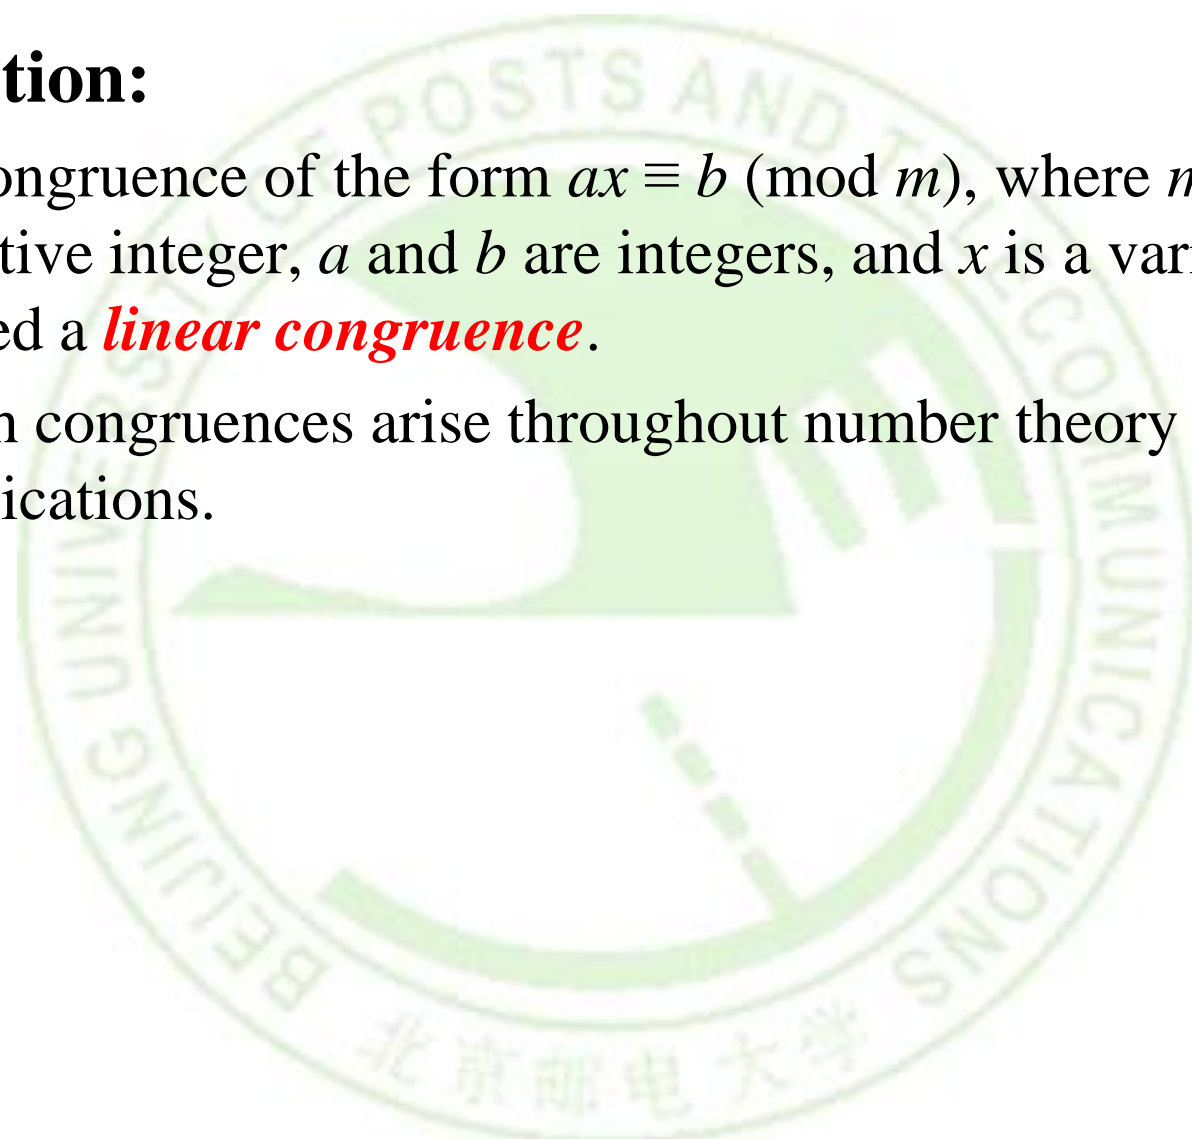 tion:
ongruence of the form ax ≡ b (mod m), where m
tive integer, a and b are integers, and x is a vari
ed a linear congruence.
n congruences arise throughout number theory
ications.
BEIJING UNIVERSITY OF POSTS AND TELECOMMUNICATIONS
北京邮电大学